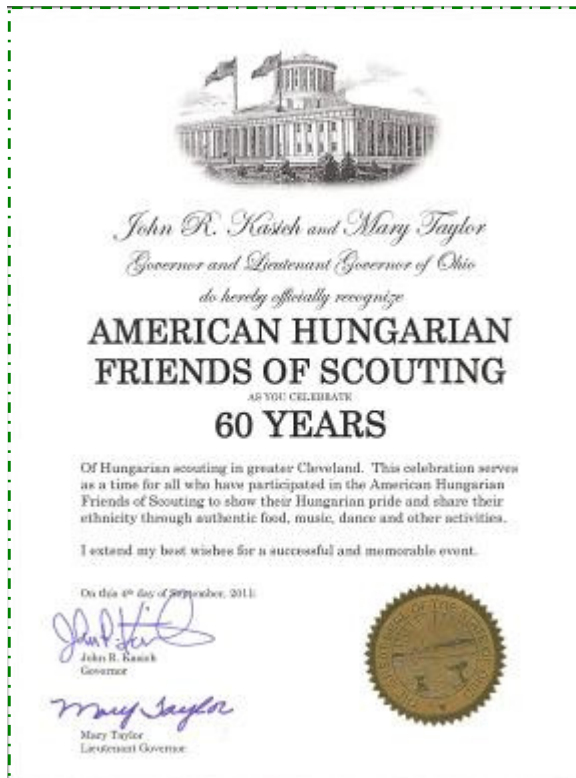 John R. Kasich and Mary Taylor
Governor and Lieutenant Governor of Ohio
do hereby officially recognize
AMERICAN HUNGARIAN
FRIENDS OF SCOUTING
AS YOU CELEBRATE
60 YEARS
Of Hungarian scouting in greater Cleveland. This celebration serves
as a time for all who have participated in the American Hungarian
Friends of Scouting to show their Hungarian pride and share their
ethnicity through authentic food, music, dance and other activities.
I extend my best wishes for a successful and memorable event.
On this 4th day of September, 2011:
John R. Kasich
Governor
Mary Taylor
Mary Taylor
Lieutenant Governor